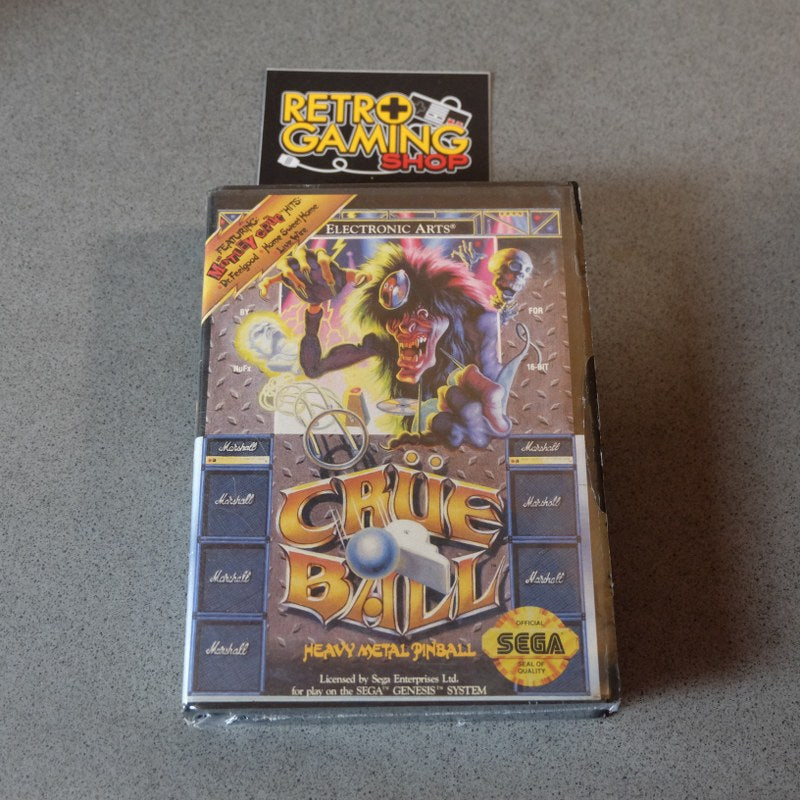 RETRO
GAMING
SHOP
FEATURING
MÖTLEY CRÜE HITS:
· Dr. Feelgood · Home Sweet Home
· Live Wire
ELECTRONIC ARTS®
BY
NuFx
FOR
16-BIT
Marshall
Marshall
Marshall
Marshall
Marshall
Marshall
Marshall
CRÜE
BALL
HEAVY METAL PINBALL
OFFICIAL
SEGA
SEAL OF
QUALITY
Licensed by Sega Enterprises Ltd.
for play on the SEGA™ GENESIS™ SYSTEM